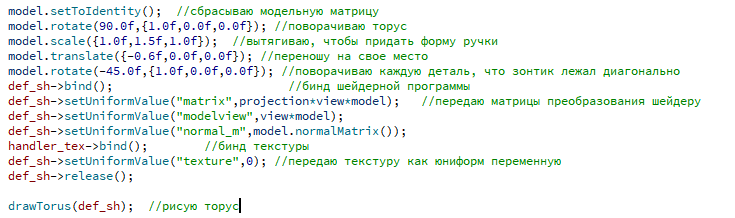 model.setToIdentity();  //сбрасываю модельную матрицу
model.rotate(90.0f,{1.0f,0.0f,0.0f}); //поворачиваю торус
model.scale({1.0f,1.5f,1.0f});  //вытягиваю, чтобы придать форму ручки
model.translate({-0.6f,0.0f,0.0f}); //переношу на свое место
model.rotate(-45.0f,{1.0f,0.0f,0.0f}); //поворачиваю каждую деталь, что зонтик лежал диагонально
def_sh->bind();                        //бинд шейдерной программы
def_sh->setUniformValue("matrix",projection*view*model);   //передаю матрицы преобразования шейдеру
def_sh->setUniformValue("modelview",view*model);
def_sh->setUniformValue("normal_m",model.normalMatrix());
handler_tex->bind();        //бинд текстуры
def_sh->setUniformValue("texture",0); //передаю текстуру как униформ переменную
def_sh->release();
drawTorus(def_sh);  //рисую торус